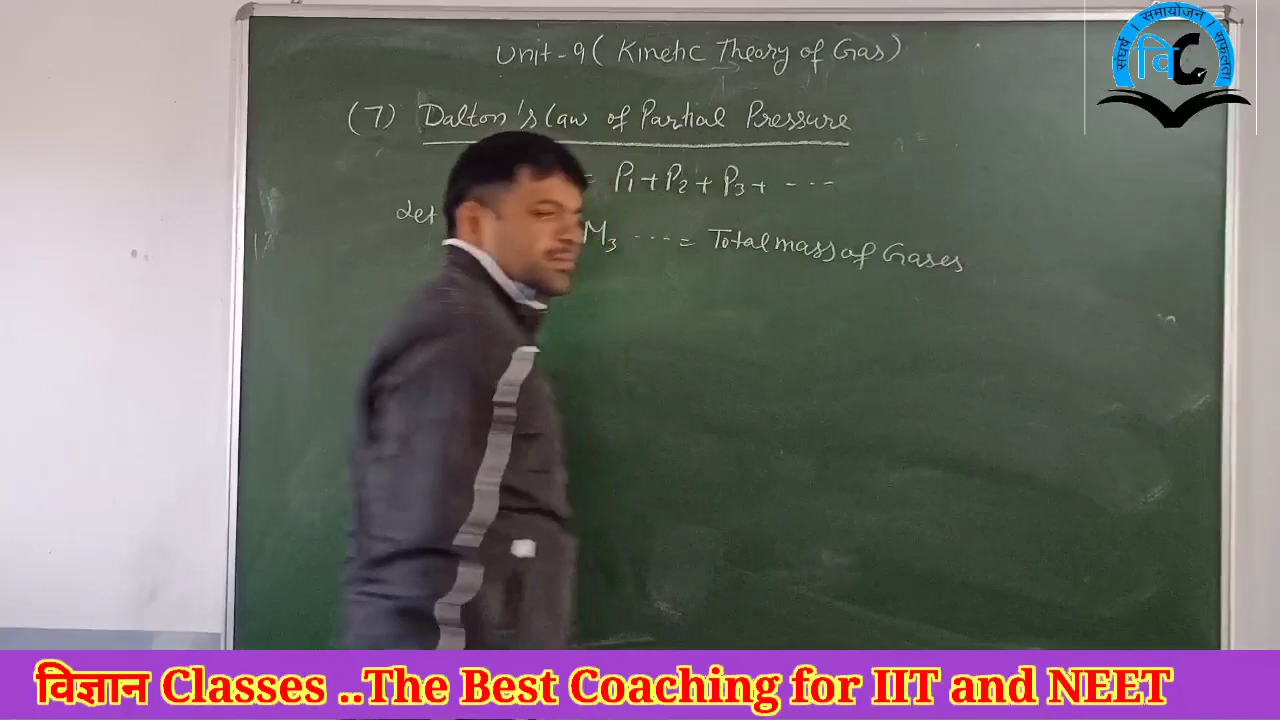 Unit-9 (Kinetic Theory of Gas)
(7) Dalton's Law of Partial Pressure
= P₁ + P₂ + P₃ + ---
Let M₃ --- = Total mass of Gases
संघर्ष । समायोजन । सफलता
विC
विज्ञान Classes ..The Best Coaching for IIT and NEET